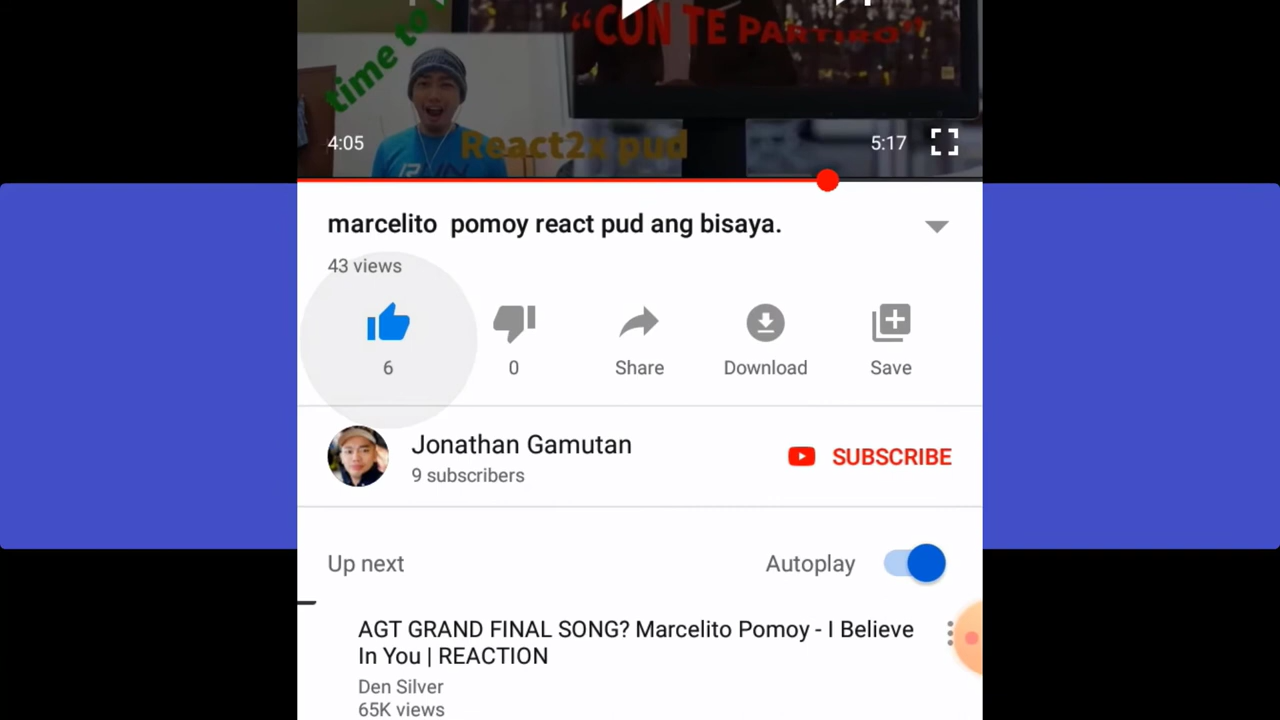 time to
"CON TE PARTIRO"
React2x pud
4:05
5:17
marcelito pomoy react pud ang bisaya.
43 views
6
0
Share
Download
Save
Jonathan Gamutan
9 subscribers
SUBSCRIBE
Up next
Autoplay
AGT GRAND FINAL SONG? Marcelito Pomoy - I Believe
In You | REACTION
Den Silver
65K views